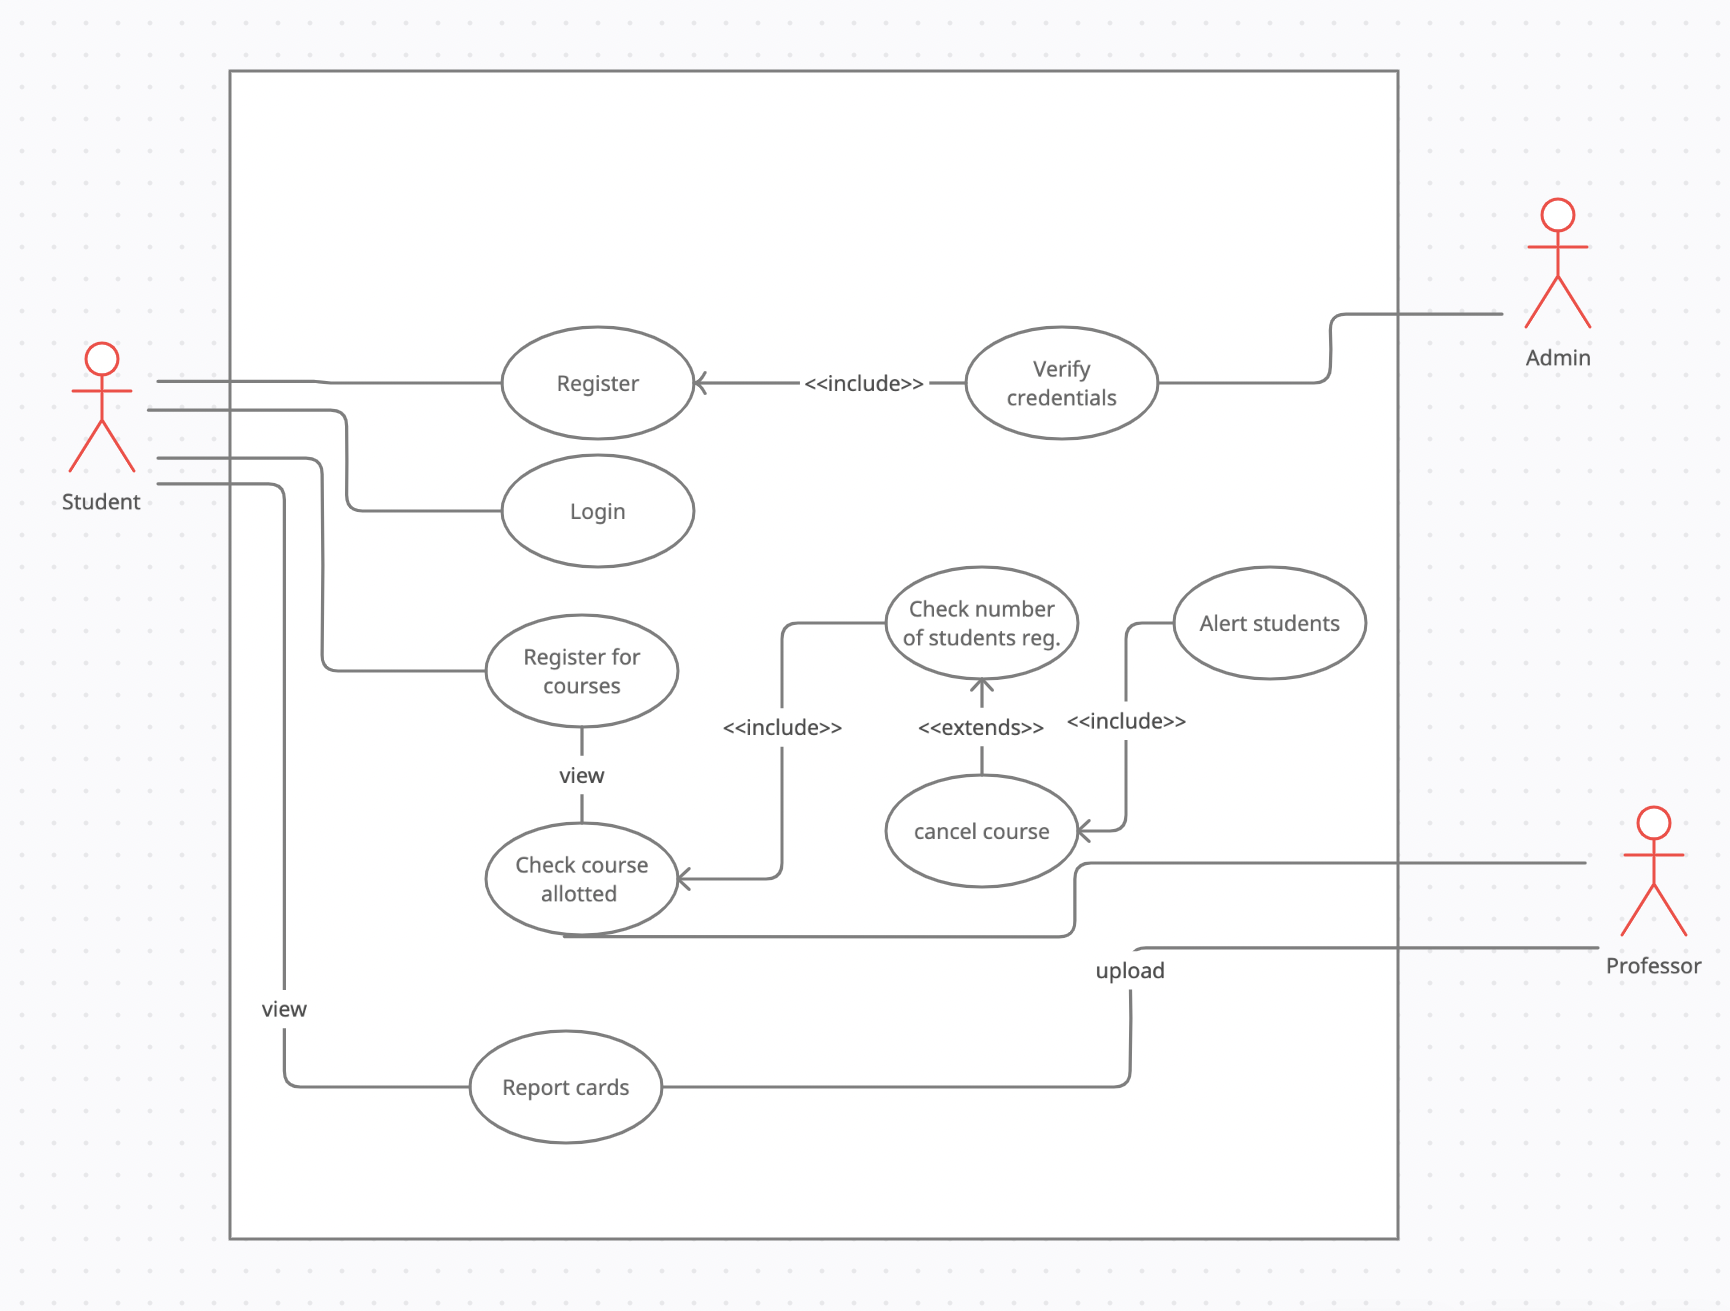 Admin
Register
<<include>>
Verify
credentials
Student
Login
Check number
of students reg.
Alert students
Register for
courses
<<include>>
<<extends>>
<<include>>
view
cancel course
Check course
allotted
Professor
upload
view
Report cards